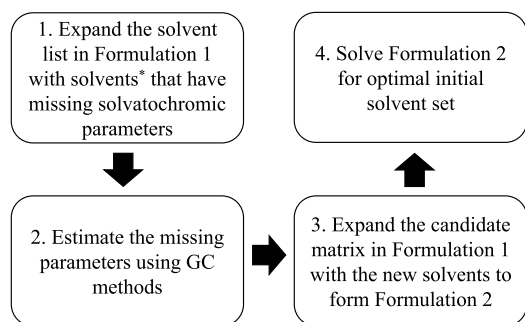 1. Expand the solvent
list in Formulation 1
with solvents* that have
missing solvatochromic
parameters
2. Estimate the missing
parameters using GC
methods
3. Expand the candidate
matrix in Formulation 1
with the new solvents to
form Formulation 2
4. Solve Formulation 2
for optimal initial
solvent set